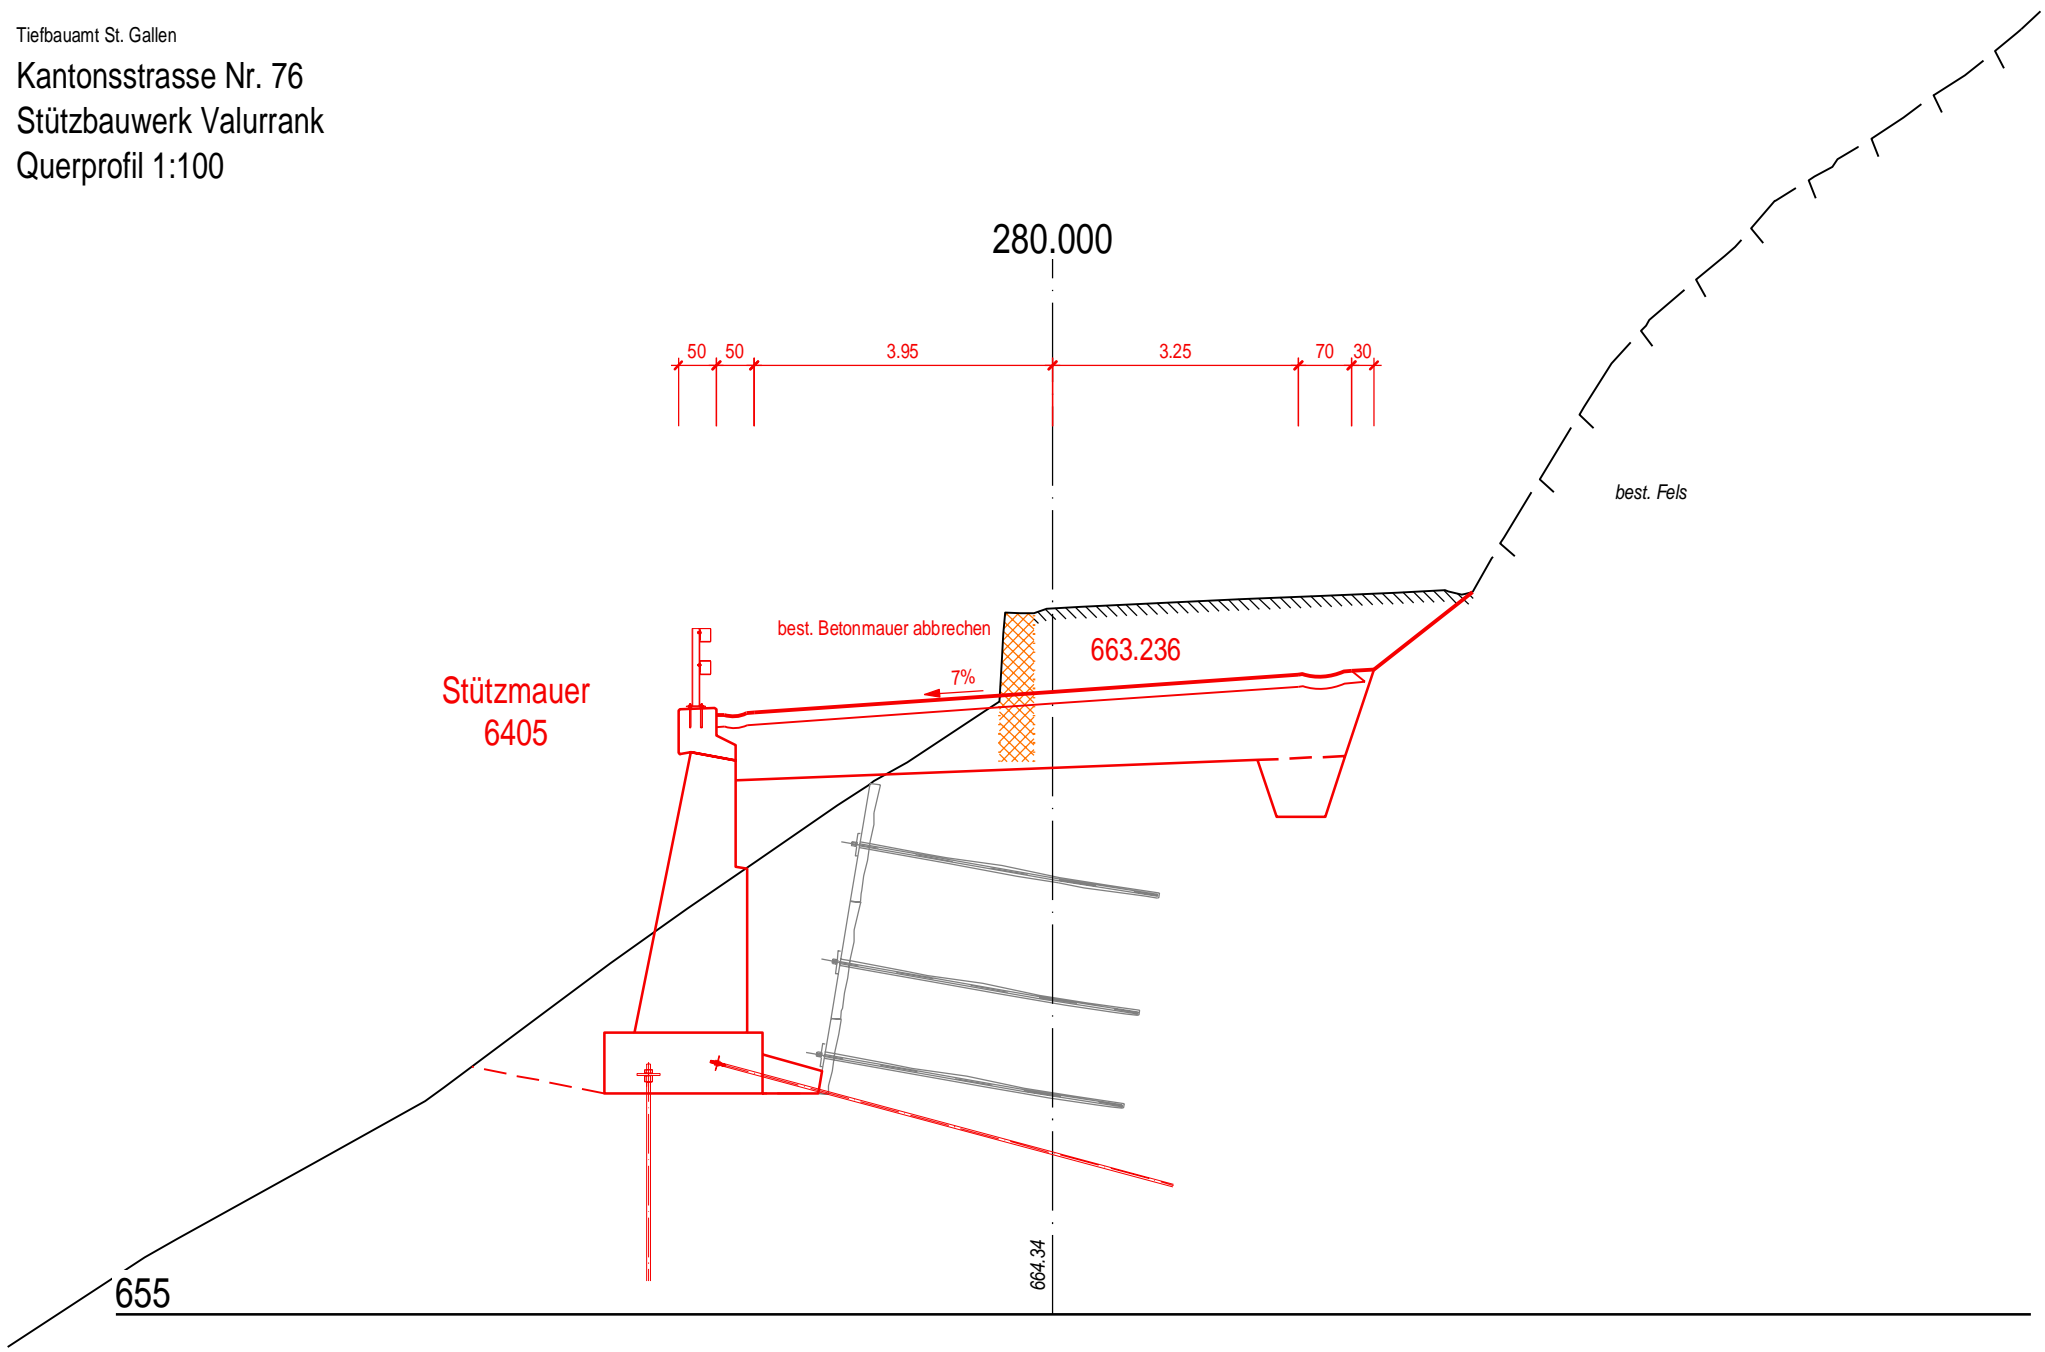 Tiefbauamt St. Gallen
Kantonsstrasse Nr. 76
Stützbauwerk Valurrank
Querprofil 1:100
280.000
50 50 3.95 3.25 70 30
best. Fels
best. Betonmauer abbrechen
663.236
7%
Stützmauer
6405
664.34
655